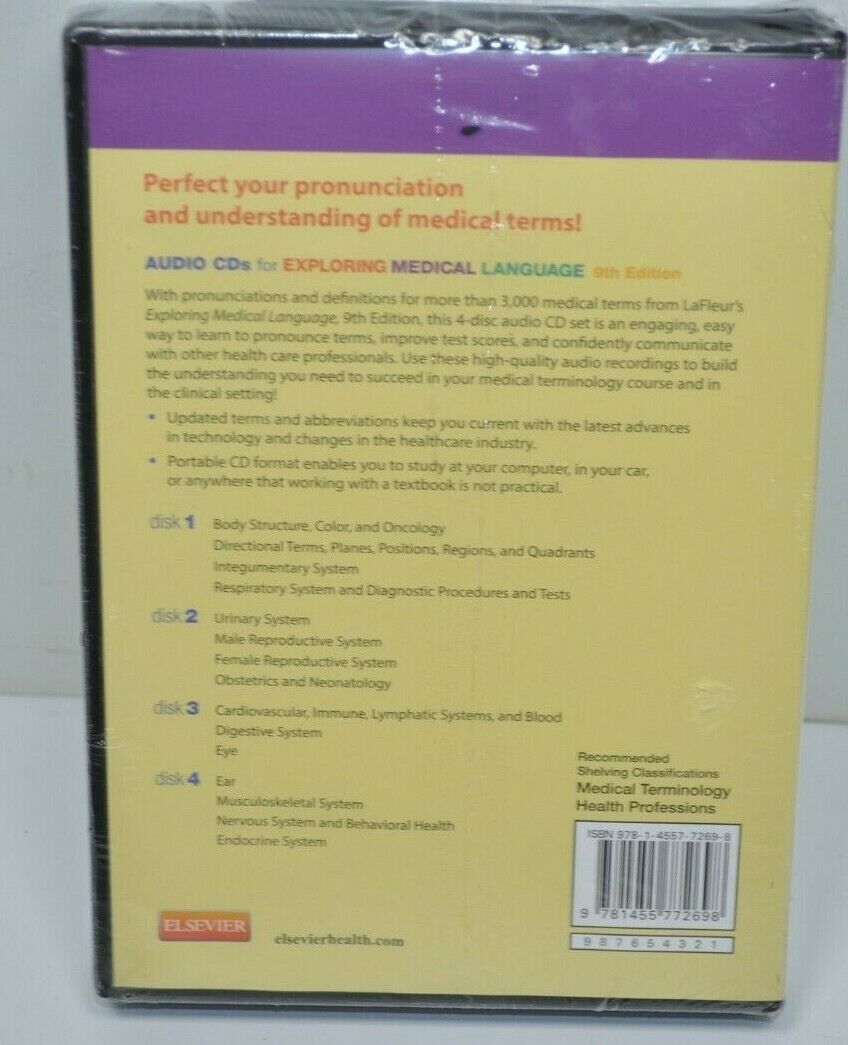 Perfect your pronunciation
and understanding of medical terms!
AUDIO CDs for EXPLORING MEDICAL LANGUAGE 9th Edition
With pronunciations and definitions for more than 3,000 medical terms from LaFleur's
Exploring Medical Language, 9th Edition, this 4-disc audio CD set is an engaging, easy
way to learn to pronounce terms, improve test scores, and confidently communicate
with other health care professionals. Use these high-quality audio recordings to build
the understanding you need to succeed in your medical terminology course and in
the clinical setting!
• Updated terms and abbreviations keep you current with the latest advances
in technology and changes in the healthcare industry.
• Portable CD format enables you to study at your computer, in your car,
or anywhere that working with a textbook is not practical.
disk 1 Body Structure, Color, and Oncology
Directional Terms, Planes, Positions, Regions, and Quadrants
Integumentary System
Respiratory System and Diagnostic Procedures and Tests
disk 2 Urinary System
Male Reproductive System
Female Reproductive System
Obstetrics and Neonatology
disk 3 Cardiovascular, Immune, Lymphatic Systems, and Blood
Digestive System
Eye
disk 4 Ear
Musculoskeletal System
Nervous System and Behavioral Health
Endocrine System
Recommended
Shelving Classifications
Medical Terminology
Health Professions
ISBN 978-1-4557-7269-8
9 781455 772698
9 8 7 6 5 4 3 2 1
ELSEVIER
elsevierhealth.com